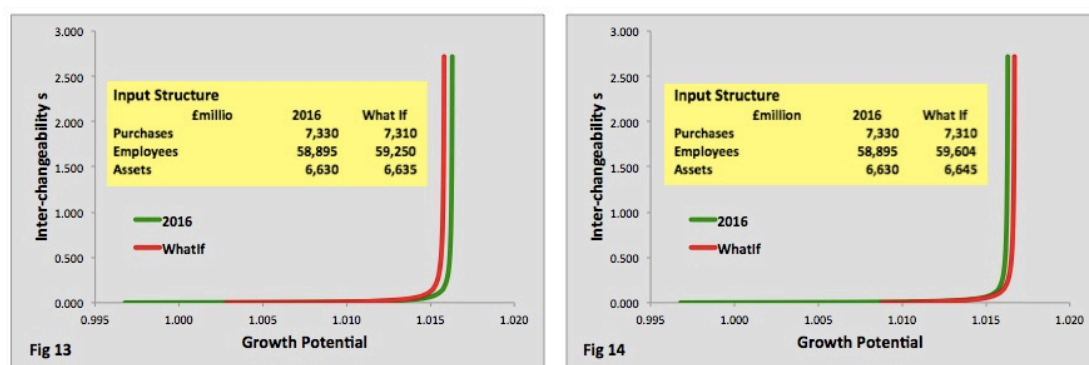 3.000
2.500
2.000
1.500
1.000
0.500
0.000
Inter-changeability s
Input Structure
£millio 2016 What If
Purchases 7,330 7,310
Employees 58,895 59,250
Assets 6,630 6,635
2016
WhatIf
0.995 1.000 1.005 1.010 1.015 1.020
Growth Potential
Fig 13
3.000
2.500
2.000
1.500
1.000
0.500
0.000
Inter-changeability s
Input Structure
£million 2016 What If
Purchases 7,330 7,310
Employees 58,895 59,604
Assets 6,630 6,645
2016
WhatIf
0.995 1.000 1.005 1.010 1.015 1.020
Growth Potential
Fig 14